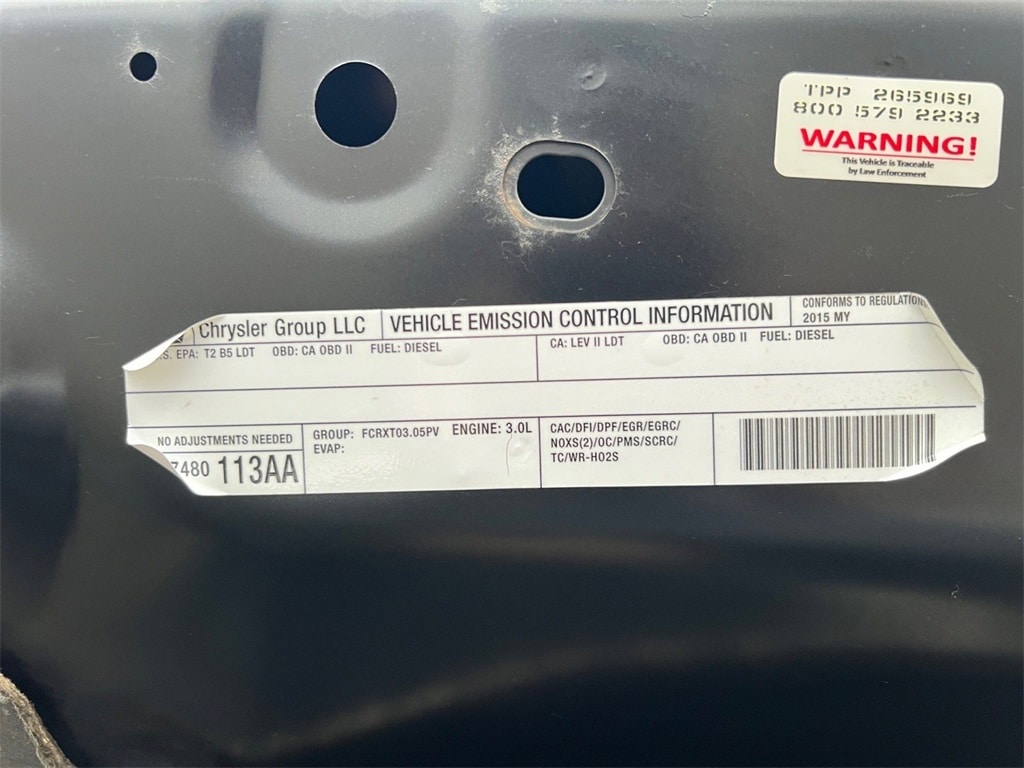 TPP 265969
800 579 2233
WARNING!
This Vehicle is Traceable
by Law Enforcement
Chrysler Group LLC
VEHICLE EMISSION CONTROL INFORMATION
CONFORMS TO REGULATIONS
2015 MY
EPA: T2 B5 LDT OBD: CA OBD II FUEL: DIESEL
CA: LEV II LDT OBD: CA OBD II FUEL: DIESEL
NO ADJUSTMENTS NEEDED
7480 113AA
GROUP: FCRXT03.05PV ENGINE: 3.0L
EVAP:
CAC/DFI/DPF/EGR/EGRC/
NOXS(2)/OC/PMS/SCRC/
TC/WR-HO2S